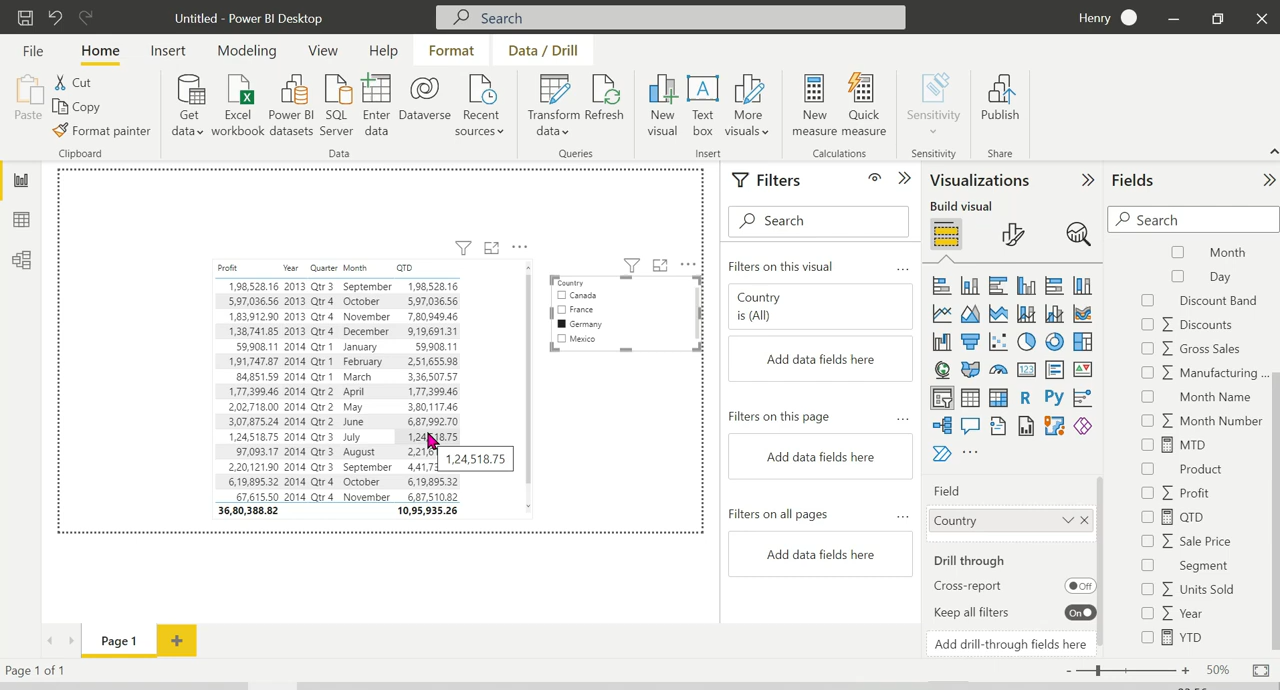 Untitled - Power BI Desktop
Search
Henry
File
Home
Insert
Modeling
View
Help
Format
Data / Drill
Paste
Cut
Copy
Format painter
Clipboard
Get data
Excel workbook
Power BI datasets
SQL Server
Enter data
Dataverse
Recent sources
Data
Transform data
Refresh
Queries
New visual
Text box
More visuals
Insert
New measure
Quick measure
Calculations
Sensitivity
Sensitivity
Publish
Share
Profit Year Quarter Month QTD
1,98,528.16 2013 Qtr 3 September 1,98,528.16
5,97,036.56 2013 Qtr 4 October 5,97,036.56
1,83,912.90 2013 Qtr 4 November 7,80,949.46
1,38,741.85 2013 Qtr 4 December 9,19,691.31
59,908.11 2014 Qtr 1 January 59,908.11
1,91,747.87 2014 Qtr 1 February 2,51,655.98
84,851.59 2014 Qtr 1 March 3,36,507.57
1,77,399.46 2014 Qtr 2 April 1,77,399.46
2,02,718.00 2014 Qtr 2 May 3,80,117.46
3,07,875.24 2014 Qtr 2 June 6,87,992.70
1,24,518.75 2014 Qtr 3 July
97,093.17 2014 Qtr 3 August
2,20,121.90 2014 Qtr 3 September
6,19,895.32 2014 Qtr 4 October 6,19,895.32
67,615.50 2014 Qtr 4 November 6,87,510.82
36,80,388.82 10,95,935.26
1,24,518.75
Country
Canada
France
Germany
Mexico
Page 1
Page 1 of 1
Filters
Search
Filters on this visual
Country
is (All)
Add data fields here
Filters on this page
Add data fields here
Filters on all pages
Add data fields here
Visualizations
Build visual
123
R
Py
Field
Country
Drill through
Cross-report
Off
Keep all filters
On
Add drill-through fields here
Fields
Search
Month
Day
Discount Band
Discounts
Gross Sales
Manufacturing ...
Month Name
Month Number
MTD
Product
Profit
QTD
Sale Price
Segment
Units Sold
Year
YTD
50%